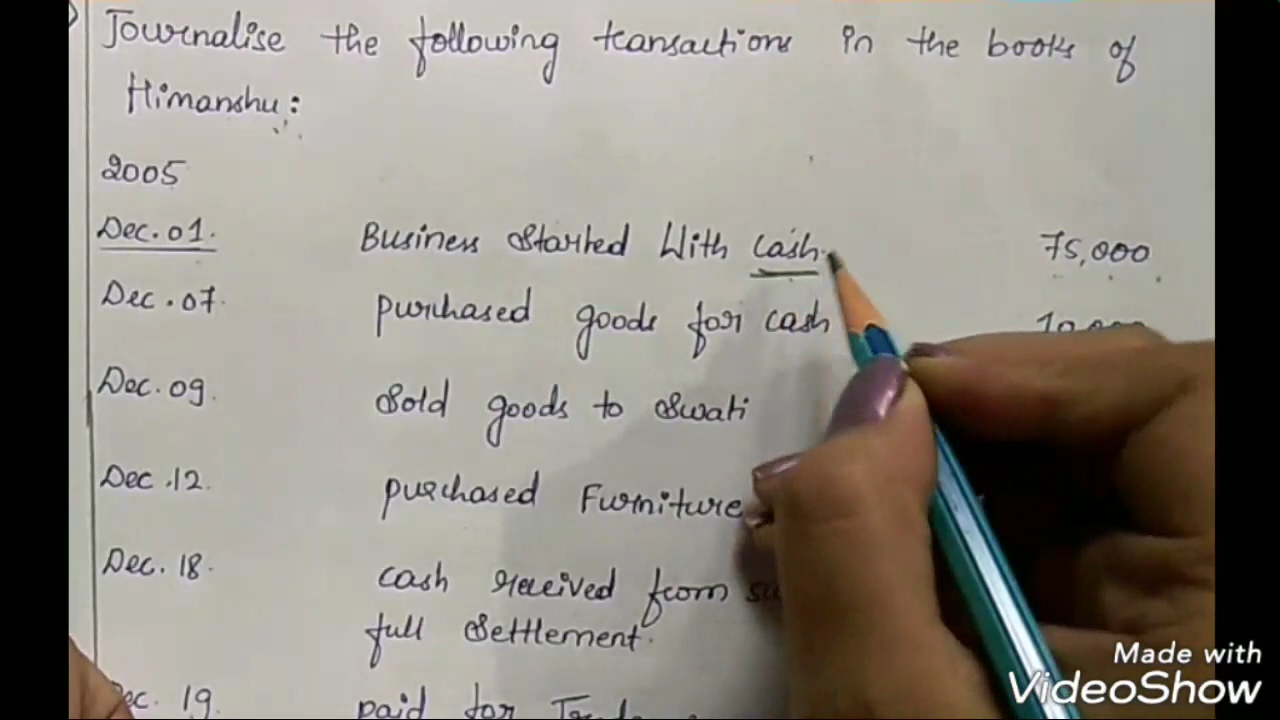 Journalise the following transactions in the books of
Himanshu:
2005
Dec. 01. Business Started With cash. 75,000
Dec. 07. purchased goods for cash
Dec. 09. Sold goods to Swati
Dec. 12. purchased Furniture
Dec. 18. cash received from
full Settlement.
Dec. 19. paid for
Made with
VideoShow